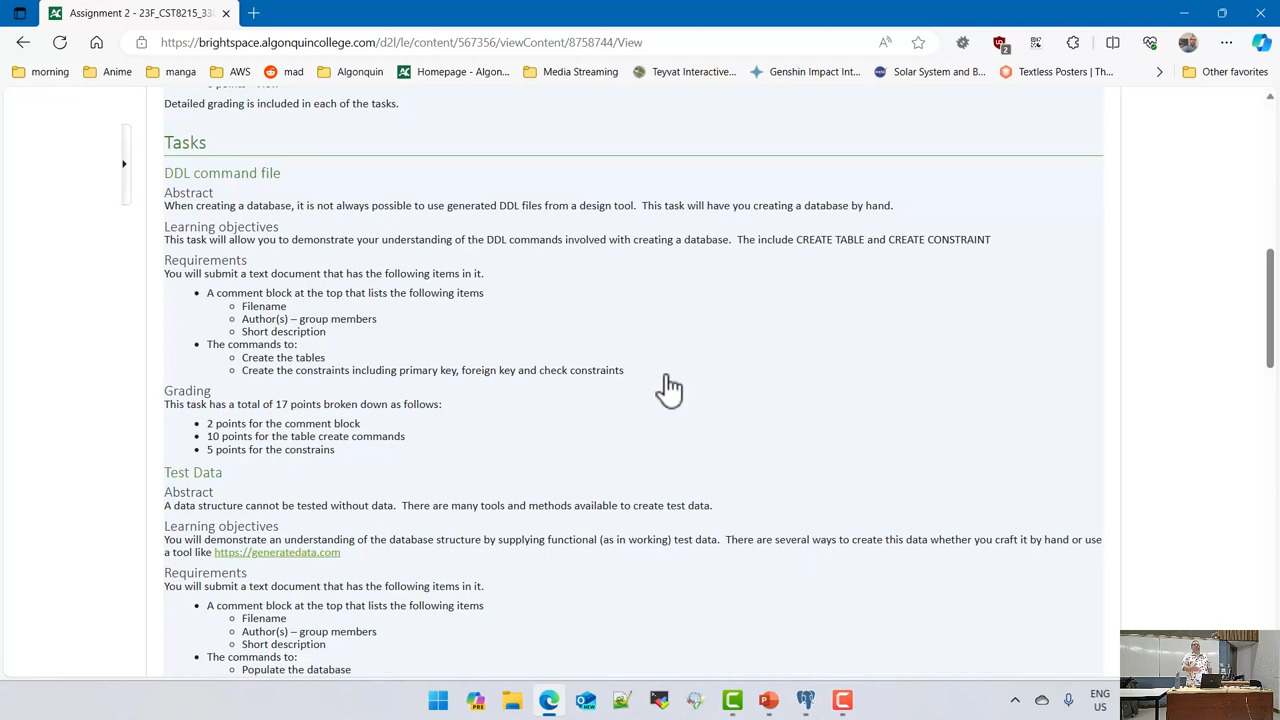 Assignment 2 - 23F_CST8215_33
https://brightspace.algonquincollege.com/d2l/le/content/567356/viewContent/8758744/View
2
morning
Anime
manga
AWS
mad
Algonquin
Homepage - Algon...
Media Streaming
Teyvat Interactive...
Genshin Impact Int...
Solar System and B...
Textless Posters | Th...
Other favorites
Detailed grading is included in each of the tasks.
Tasks
DDL command file
Abstract
When creating a database, it is not always possible to use generated DDL files from a design tool. This task will have you creating a database by hand.
Learning objectives
This task will allow you to demonstrate your understanding of the DDL commands involved with creating a database. The include CREATE TABLE and CREATE CONSTRAINT
Requirements
You will submit a text document that has the following items in it.
A comment block at the top that lists the following items
Filename
Author(s) – group members
Short description
The commands to:
Create the tables
Create the constraints including primary key, foreign key and check constraints
Grading
This task has a total of 17 points broken down as follows:
2 points for the comment block
10 points for the table create commands
5 points for the constrains
Test Data
Abstract
A data structure cannot be tested without data. There are many tools and methods available to create test data.
Learning objectives
You will demonstrate an understanding of the database structure by supplying functional (as in working) test data. There are several ways to create this data whether you craft it by hand or use
a tool like https://generatedata.com
Requirements
You will submit a text document that has the following items in it.
A comment block at the top that lists the following items
Filename
Author(s) – group members
Short description
The commands to:
Populate the database
ENG
US